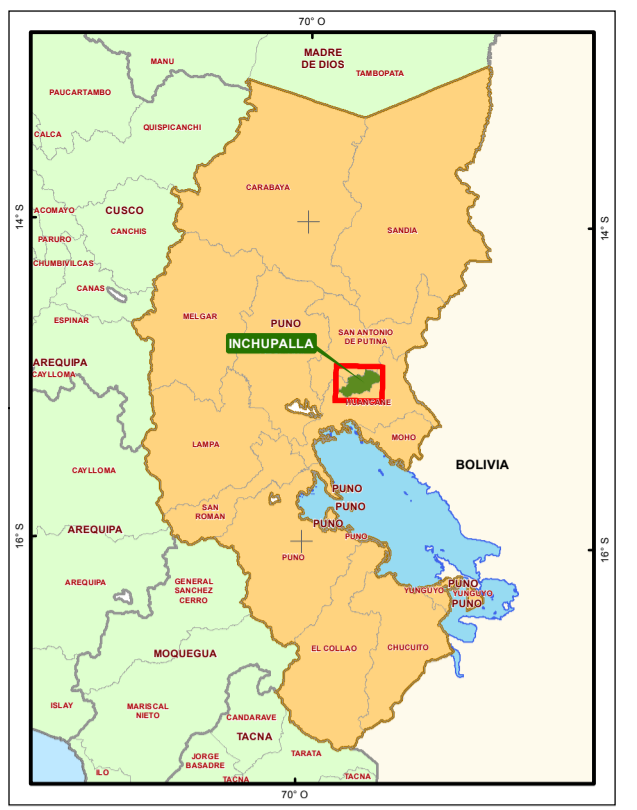 70° O
MADRE
DE DIOS
MANU
TAMBOPATA
PAUCARTAMBO
QUISPICANCHI
CALCA
CARABAYA
ACOMAYO
CUSCO
14° S
14° S
CANCHIS
SANDIA
PARURO
CHUMBIVILCAS
CANAS
ESPINAR
MELGAR
PUNO
SAN ANTONIO
DE PUTINA
INCHUPALLA
AREQUIPA
CAYLLOMA
HUANCANE
MOHO
LAMPA
BOLIVIA
CAYLLOMA
PUNO
SAN
ROMAN
PUNO
PUNO
AREQUIPA
PUNO
16° S
16° S
PUNO
AREQUIPA
GENERAL
SANCHEZ
CERRO
PUNO
YUNGUYO
YUNGUYO
PUNO
MOQUEGUA
EL COLLAO
CHUCUITO
ISLAY
MARISCAL
NIETO
CANDARAVE
TACNA
JORGE
BASADRE
TARATA
ILO
TACNA
TACNA
70° O